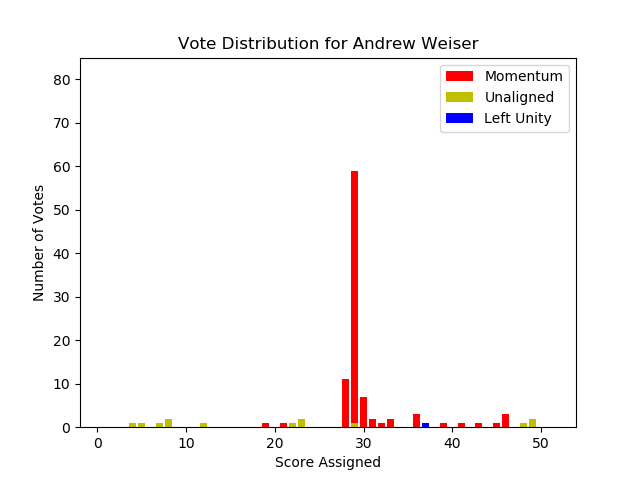 Vote Distribution for Andrew Weiser
Momentum
Unaligned
Left Unity
Number of Votes
80
70
60
50
40
30
20
10
0
0 10 20 30 40 50
Score Assigned